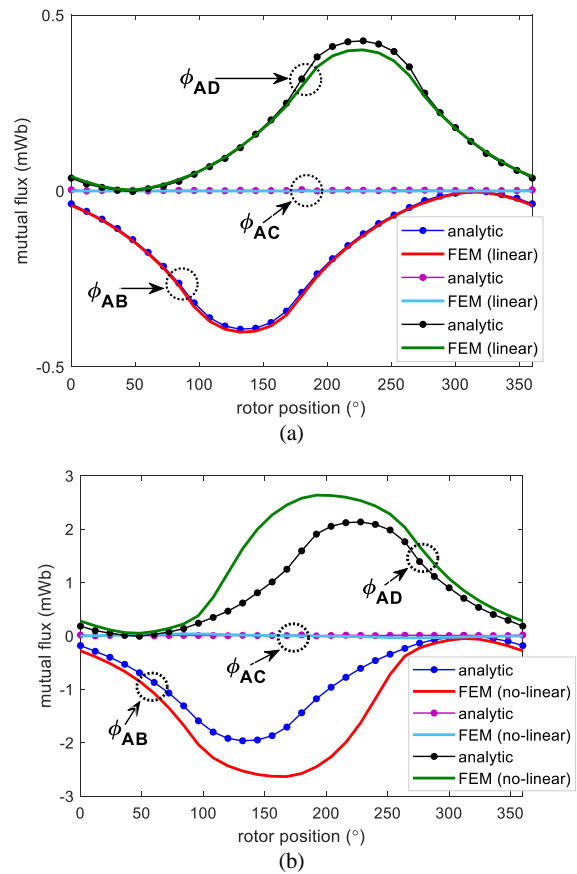 0.5
0
-0.5
mutual flux (mWb)
ϕAD
ϕAC
ϕAB
analytic
FEM (linear)
analytic
FEM (linear)
analytic
FEM (linear)
0 50 100 150 200 250 300 350
rotor position (°)
(a)
3
2
1
0
-1
-2
-3
mutual flux (mWb)
ϕAD
ϕAC
ϕAB
analytic
FEM (no-linear)
analytic
FEM (no-linear)
analytic
FEM (no-linear)
0 50 100 150 200 250 300 350
rotor position (°)
(b)